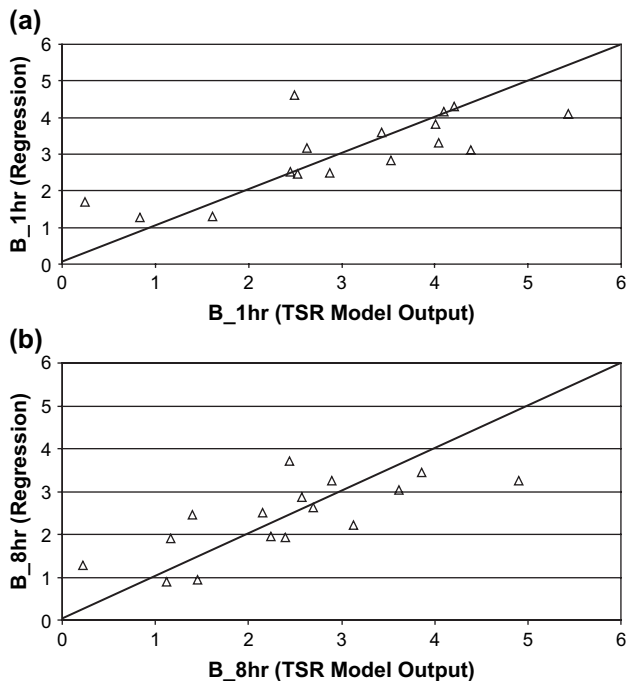 (a)
6
5
4
3
2
1
0
B_1hr (Regression)
0 1 2 3 4 5 6
B_1hr (TSR Model Output)
(b)
6
5
4
3
2
1
0
B_8hr (Regression)
0 1 2 3 4 5 6
B_8hr (TSR Model Output)